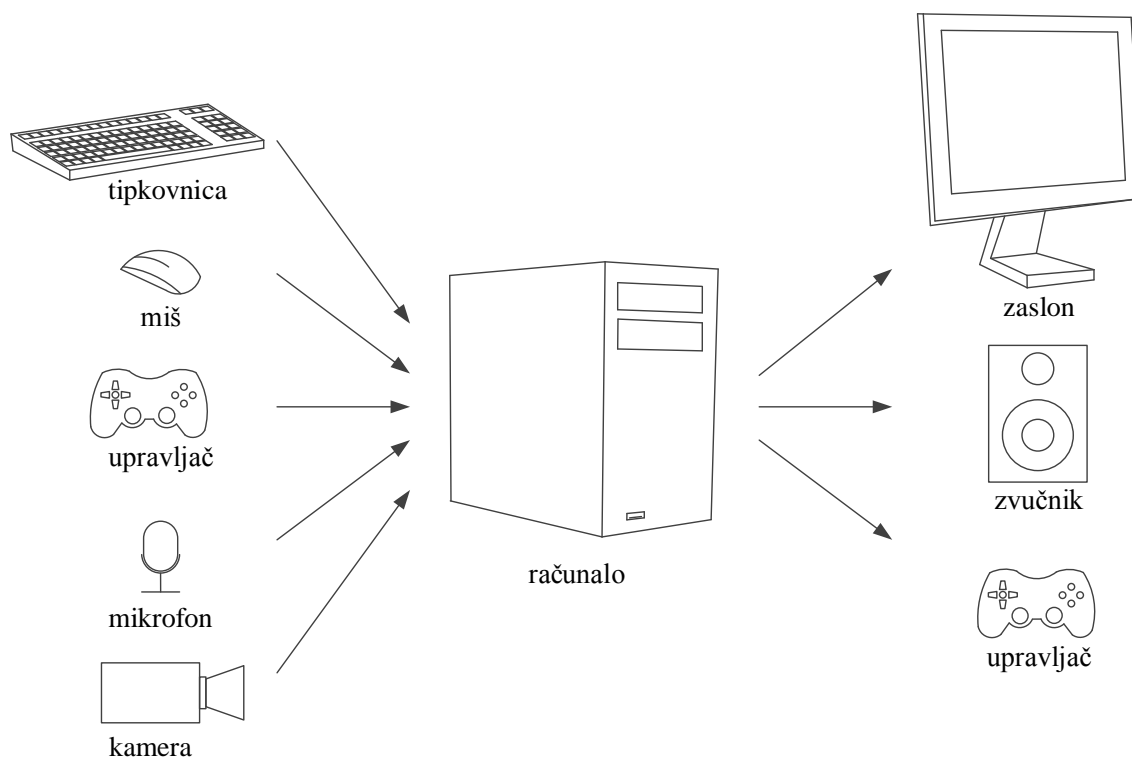 tipkovnica
miš
upravljač
mikrofon
kamera
računalo
zaslon
zvučnik
upravljač